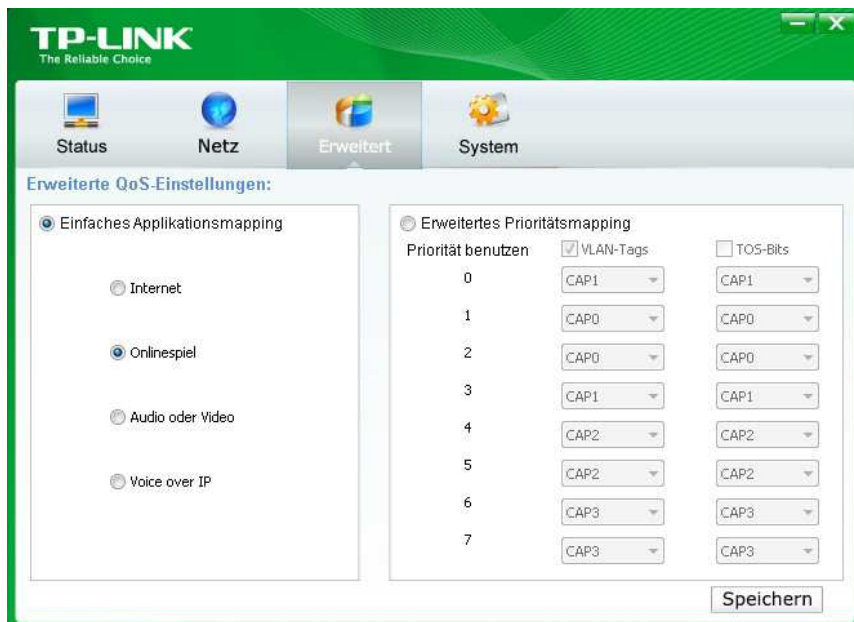 TP-LINK
The Reliable Choice
Status
Netz
Erweitert
System
Erweiterte QoS-Einstellungen:
Einfaches Applikationsmapping
Internet
Onlinespiel
Audio oder Video
Voice over IP
Erweitertes Prioritätsmapping
Priorität benutzen VLAN-Tags TOS-Bits
0 CAP1 CAP1
1 CAP0 CAP0
2 CAP0 CAP0
3 CAP1 CAP1
4 CAP2 CAP2
5 CAP2 CAP2
6 CAP3 CAP3
7 CAP3 CAP3
Speichern